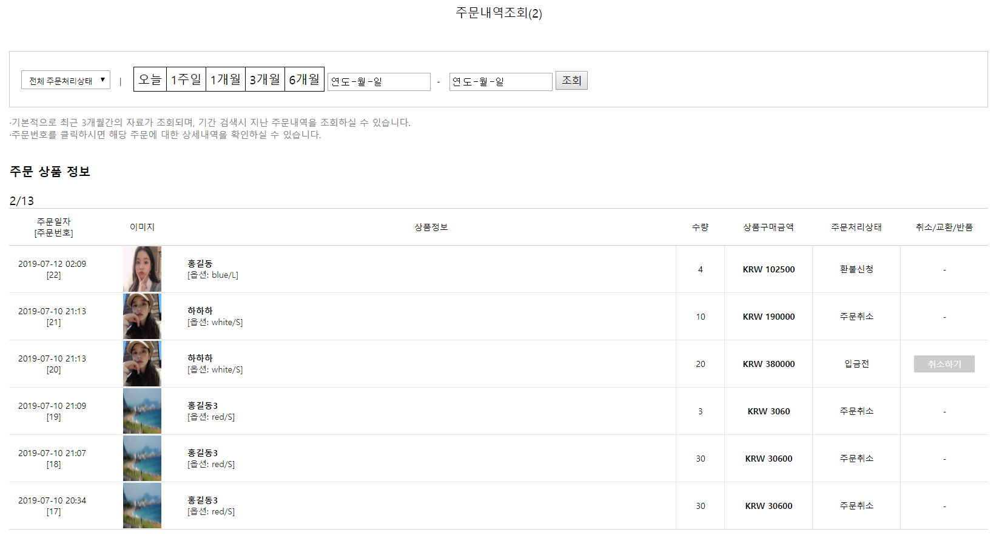 주문내역조회(2)
전체 주문처리상태 ▼ | 오늘 1주일 1개월 3개월 6개월 연도-월-일 - 연도-월-일 조회
·기본적으로 최근 3개월간의 자료가 조회되며, 기간 검색시 지난 주문내역을 조회하실 수 있습니다.
·주문번호를 클릭하시면 해당 주문에 대한 상세내역을 확인하실 수 있습니다.
주문 상품 정보
2/13
주문일자
[주문번호]
이미지 상품정보 수량 상품구매금액 주문처리상태 취소/교환/반품
2019-07-12 02:09
[22]
홍길동
[옵션: blue/L]
4 KRW 102500 환불신청 -
2019-07-10 21:13
[21]
하하하
[옵션: white/S]
10 KRW 190000 주문취소 -
2019-07-10 21:13
[20]
하하하
[옵션: white/S]
20 KRW 380000 입금전 취소하기
2019-07-10 21:09
[19]
홍길동3
[옵션: red/S]
3 KRW 3060 주문취소 -
2019-07-10 21:07
[18]
홍길동3
[옵션: red/S]
30 KRW 30600 주문취소 -
2019-07-10 20:34
[17]
홍길동3
[옵션: red/S]
30 KRW 30600 주문취소 -